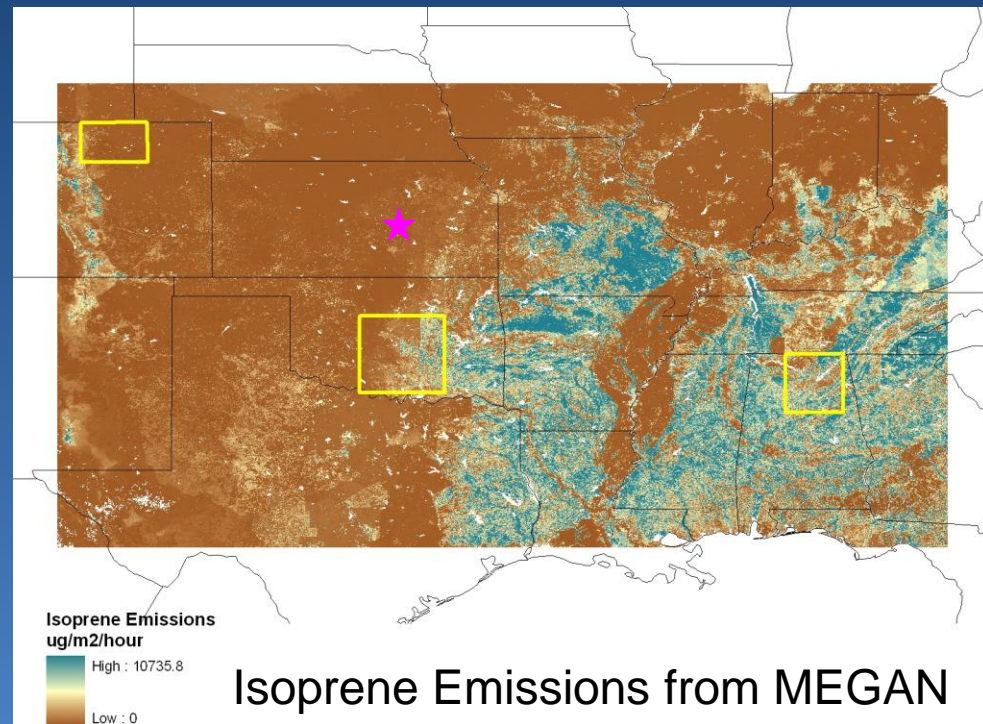 Isoprene Emissions
ug/m2/hour
High : 10735.8
Low : 0
Isoprene Emissions from MEGAN